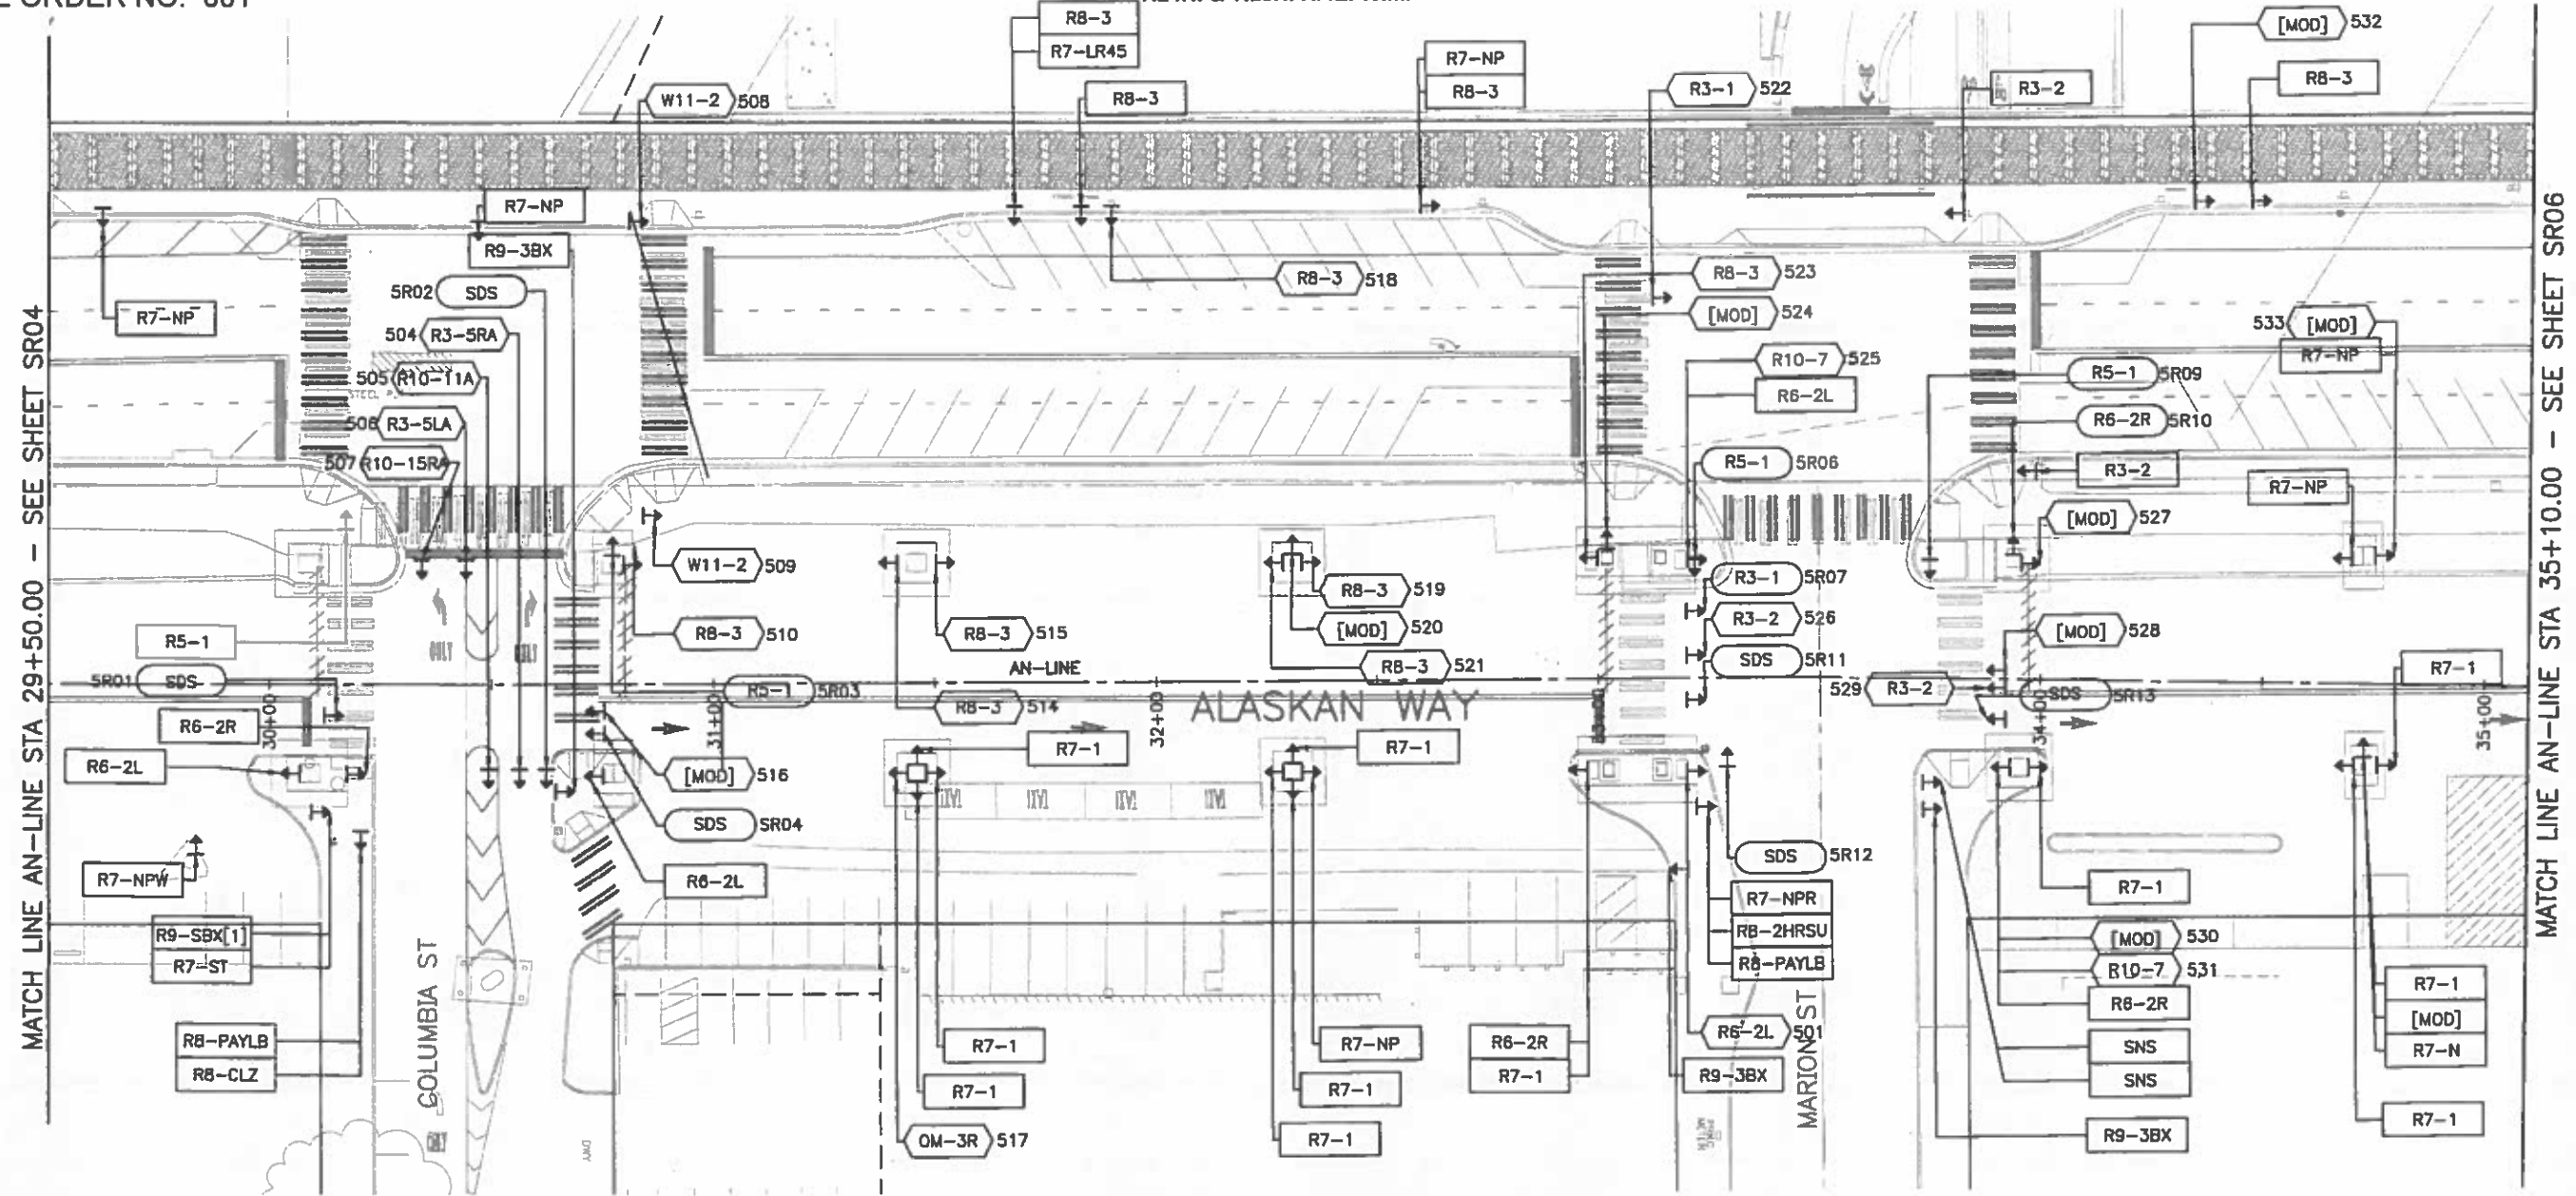 E ORDER NO. 001
R8-3
R7-LR45
R8-3
R7-NP
R8-3
R3-1 522
R3-2
[MOD] 532
R8-3
W11-2 508
R7-NP
R9-3BX
R7-NP
5R02 SDS
504 R3-5RA
505 R10-11A
506 R3-5LA
507 R10-15RA
R8-3 518
R8-3 523
[MOD] 524
R10-7 525
R6-2L
R5-1 5R06
533 [MOD]
R7-NP
R5-1 5R09
R6-2R 5R10
R3-2
R7-NP
[MOD] 527
W11-2 509
R8-3 519
[MOD] 520
R8-3 521
R3-1 5R07
R3-2 526
SDS 5R11
[MOD] 528
R5-1
R8-3 510
R8-3 515
5R01 SDS
R5-1 5R03
AN-LINE
R8-3 514
ALASKAN WAY
529 R3-2
SDS 5R13
R7-1
R6-2R
30+00
31+00
32+00
33+00
34+00
35+00
R6-2L
[MOD] 516
R7-1
R7-1
SDS SR04
R6-2L
SDS 5R12
R7-NPW
R7-NPR
R8-2HRSU
R8-PAYLB
R7-1
R9-SBX[1]
R7-ST
[MOD] 530
R10-7 531
R6-2R
SNS
SNS
R7-1
[MOD]
R7-N
R8-PAYLB
R8-CLZ
R7-1
R7-1
OM-3R 517
R7-NP
R7-1
R7-1
R6-2R
R7-1
R6-2L 501
R9-3BX
R9-3BX
R7-1
COLUMBIA ST
MARION ST
DWY
MATCH LINE AN-LINE STA 29+50.00 - SEE SHEET SR04
MATCH LINE AN-LINE STA 35+10.00 - SEE SHEET SR06